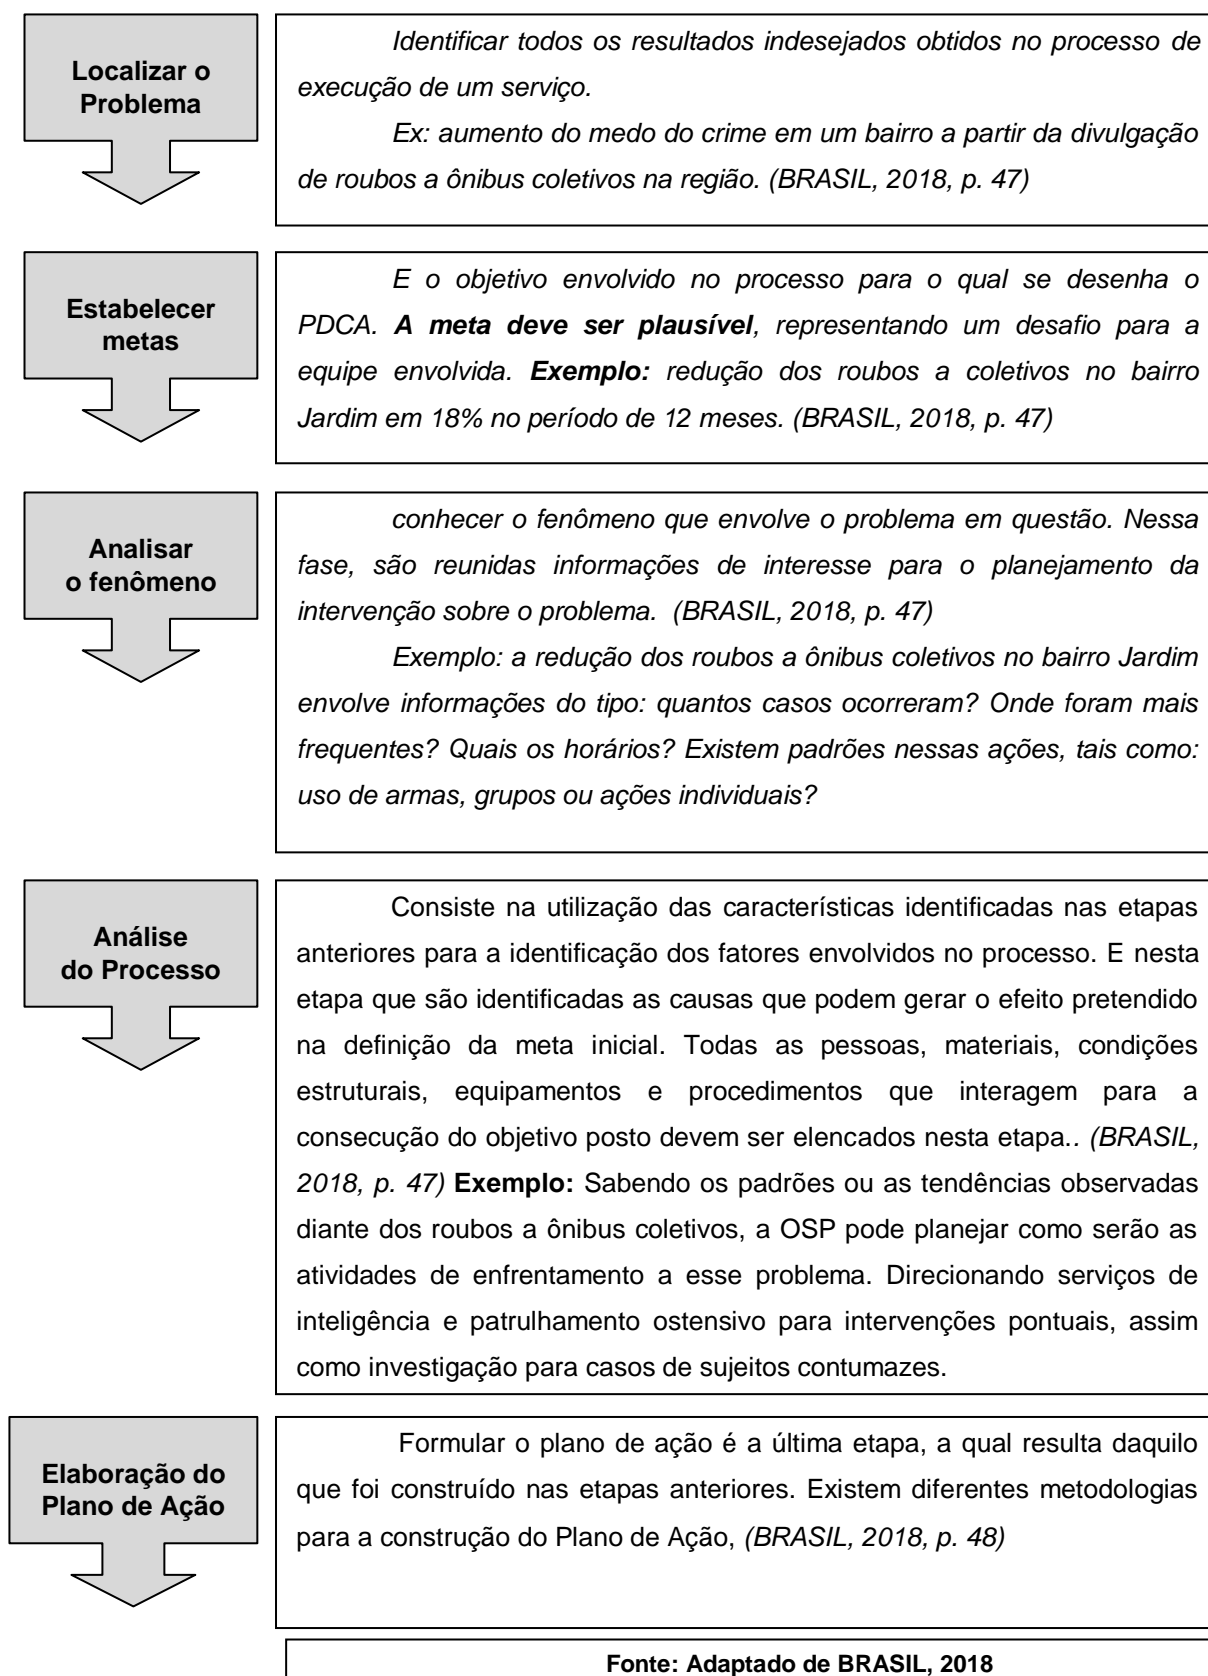 Localizar o
Problema
Identificar todos os resultados indesejados obtidos no processo de
execução de um serviço.
Ex: aumento do medo do crime em um bairro a partir da divulgação
de roubos a ônibus coletivos na região. (BRASIL, 2018, p. 47)
Estabelecer
metas
E o objetivo envolvido no processo para o qual se desenha o
PDCA. A meta deve ser plausível, representando um desafio para a
equipe envolvida. Exemplo: redução dos roubos a coletivos no bairro
Jardim em 18% no período de 12 meses. (BRASIL, 2018, p. 47)
Analisar
o fenômeno
conhecer o fenômeno que envolve o problema em questão. Nessa
fase, são reunidas informações de interesse para o planejamento da
intervenção sobre o problema. (BRASIL, 2018, p. 47)
Exemplo: a redução dos roubos a ônibus coletivos no bairro Jardim
envolve informações do tipo: quantos casos ocorreram? Onde foram mais
frequentes? Quais os horários? Existem padrões nessas ações, tais como:
uso de armas, grupos ou ações individuais?
Análise
do Processo
Consiste na utilização das características identificadas nas etapas
anteriores para a identificação dos fatores envolvidos no processo. E nesta
etapa que são identificadas as causas que podem gerar o efeito pretendido
na definição da meta inicial. Todas as pessoas, materiais, condições
estruturais, equipamentos e procedimentos que interagem para a
consecução do objetivo posto devem ser elencados nesta etapa.. (BRASIL,
2018, p. 47) Exemplo: Sabendo os padrões ou as tendências observadas
diante dos roubos a ônibus coletivos, a OSP pode planejar como serão as
atividades de enfrentamento a esse problema. Direcionando serviços de
inteligência e patrulhamento ostensivo para intervenções pontuais, assim
como investigação para casos de sujeitos contumazes.
Elaboração do
Plano de Ação
Formular o plano de ação é a última etapa, a qual resulta daquilo
que foi construído nas etapas anteriores. Existem diferentes metodologias
para a construção do Plano de Ação, (BRASIL, 2018, p. 48)
Fonte: Adaptado de BRASIL, 2018